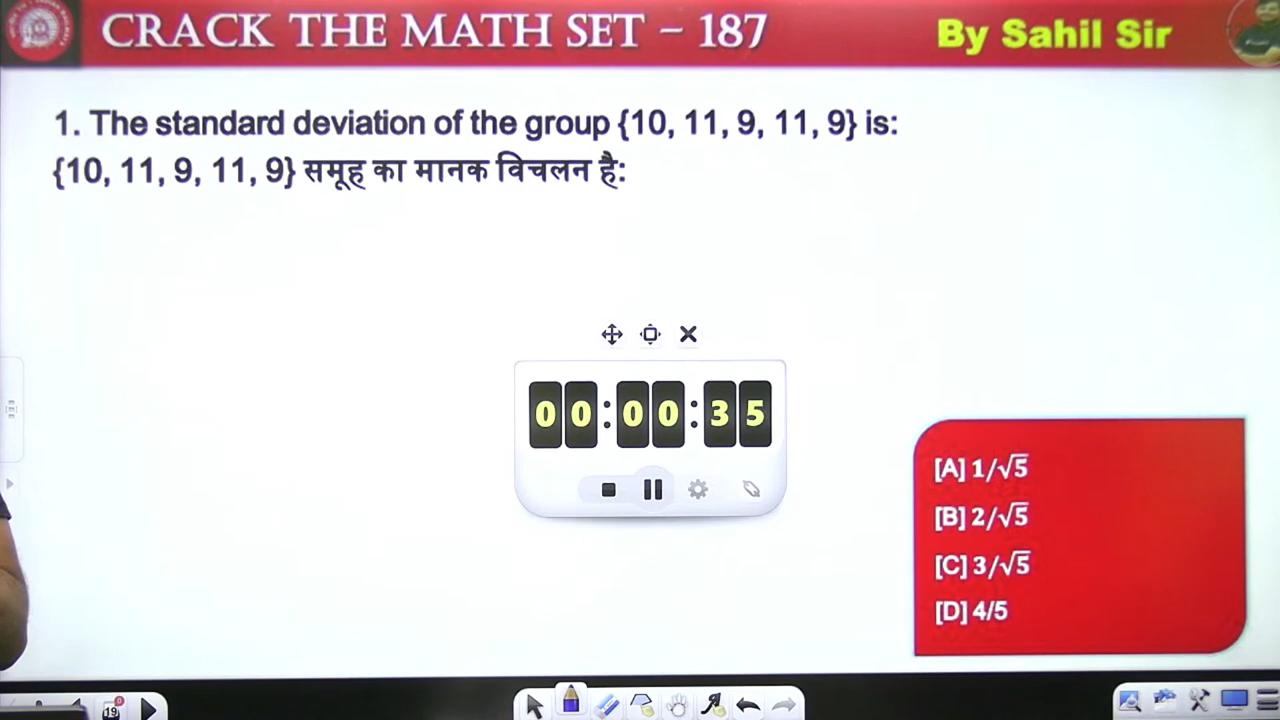 CRACK THE MATH SET – 187
By Sahil Sir
1. The standard deviation of the group {10, 11, 9, 11, 9} is:
{10, 11, 9, 11, 9} समूह का मानक विचलन है:
00:00:35
[A] 1/√5
[B] 2/√5
[C] 3/√5
[D] 4/5
19
0